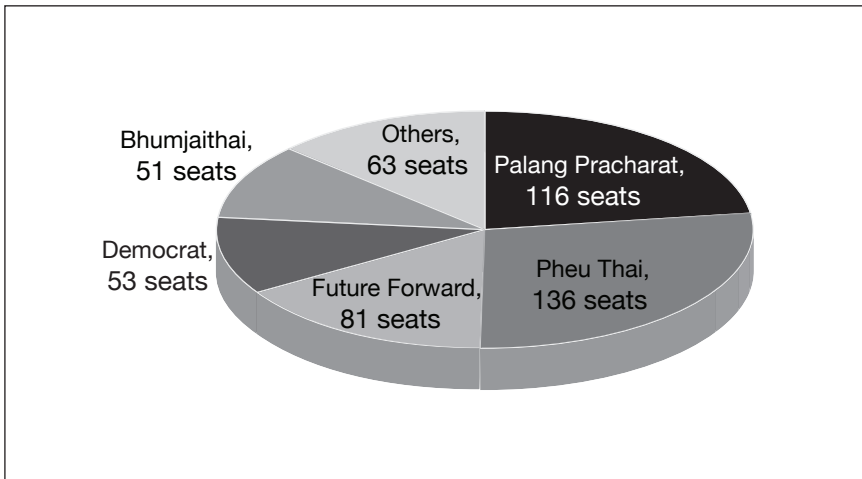 Others,
63 seats
Bhumjaithai,
51 seats
Palang Pracharat,
116 seats
Democrat,
53 seats
Future Forward,
81 seats
Pheu Thai,
136 seats